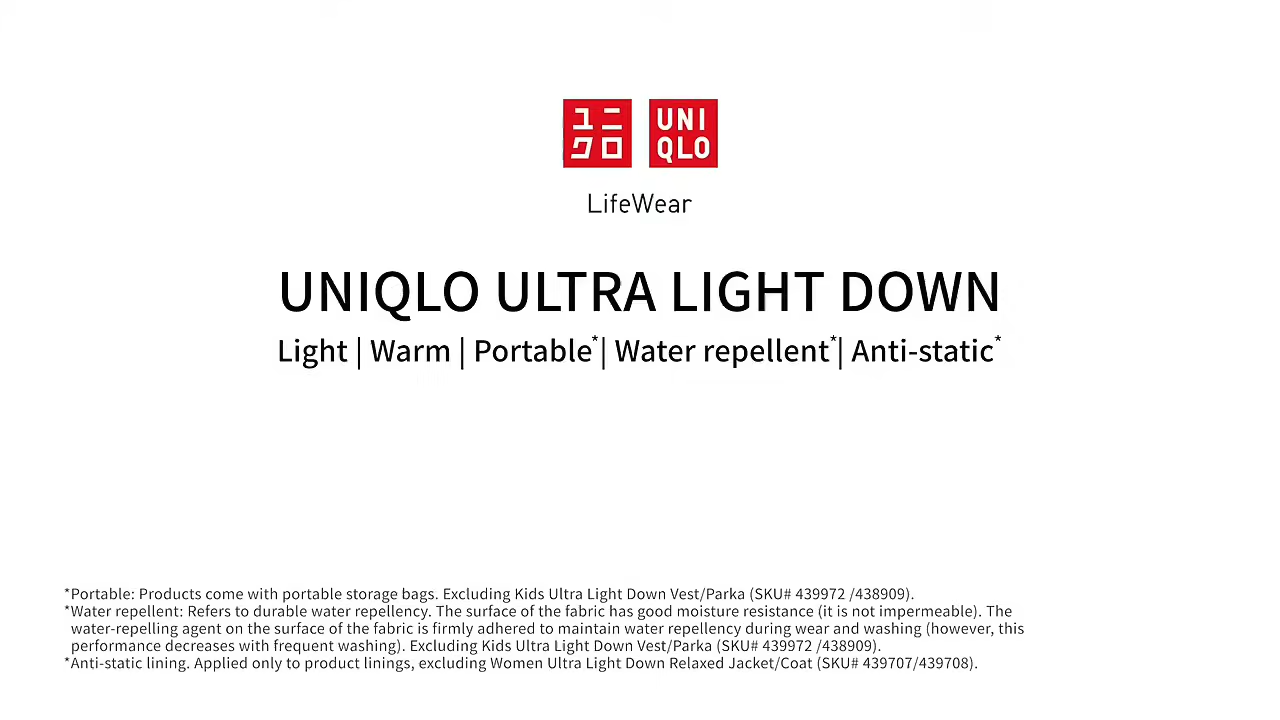 ユニ UNI
クロ QLO
LifeWear
UNIQLO ULTRA LIGHT DOWN
Light | Warm | Portable*| Water repellent*| Anti-static*
*Portable: Products come with portable storage bags. Excluding Kids Ultra Light Down Vest/Parka (SKU# 439972 /438909).
*Water repellent: Refers to durable water repellency. The surface of the fabric has good moisture resistance (it is not impermeable). The
water-repelling agent on the surface of the fabric is firmly adhered to maintain water repellency during wear and washing (however, this
performance decreases with frequent washing). Excluding Kids Ultra Light Down Vest/Parka (SKU# 439972 /438909).
*Anti-static lining. Applied only to product linings, excluding Women Ultra Light Down Relaxed Jacket/Coat (SKU# 439707/439708).